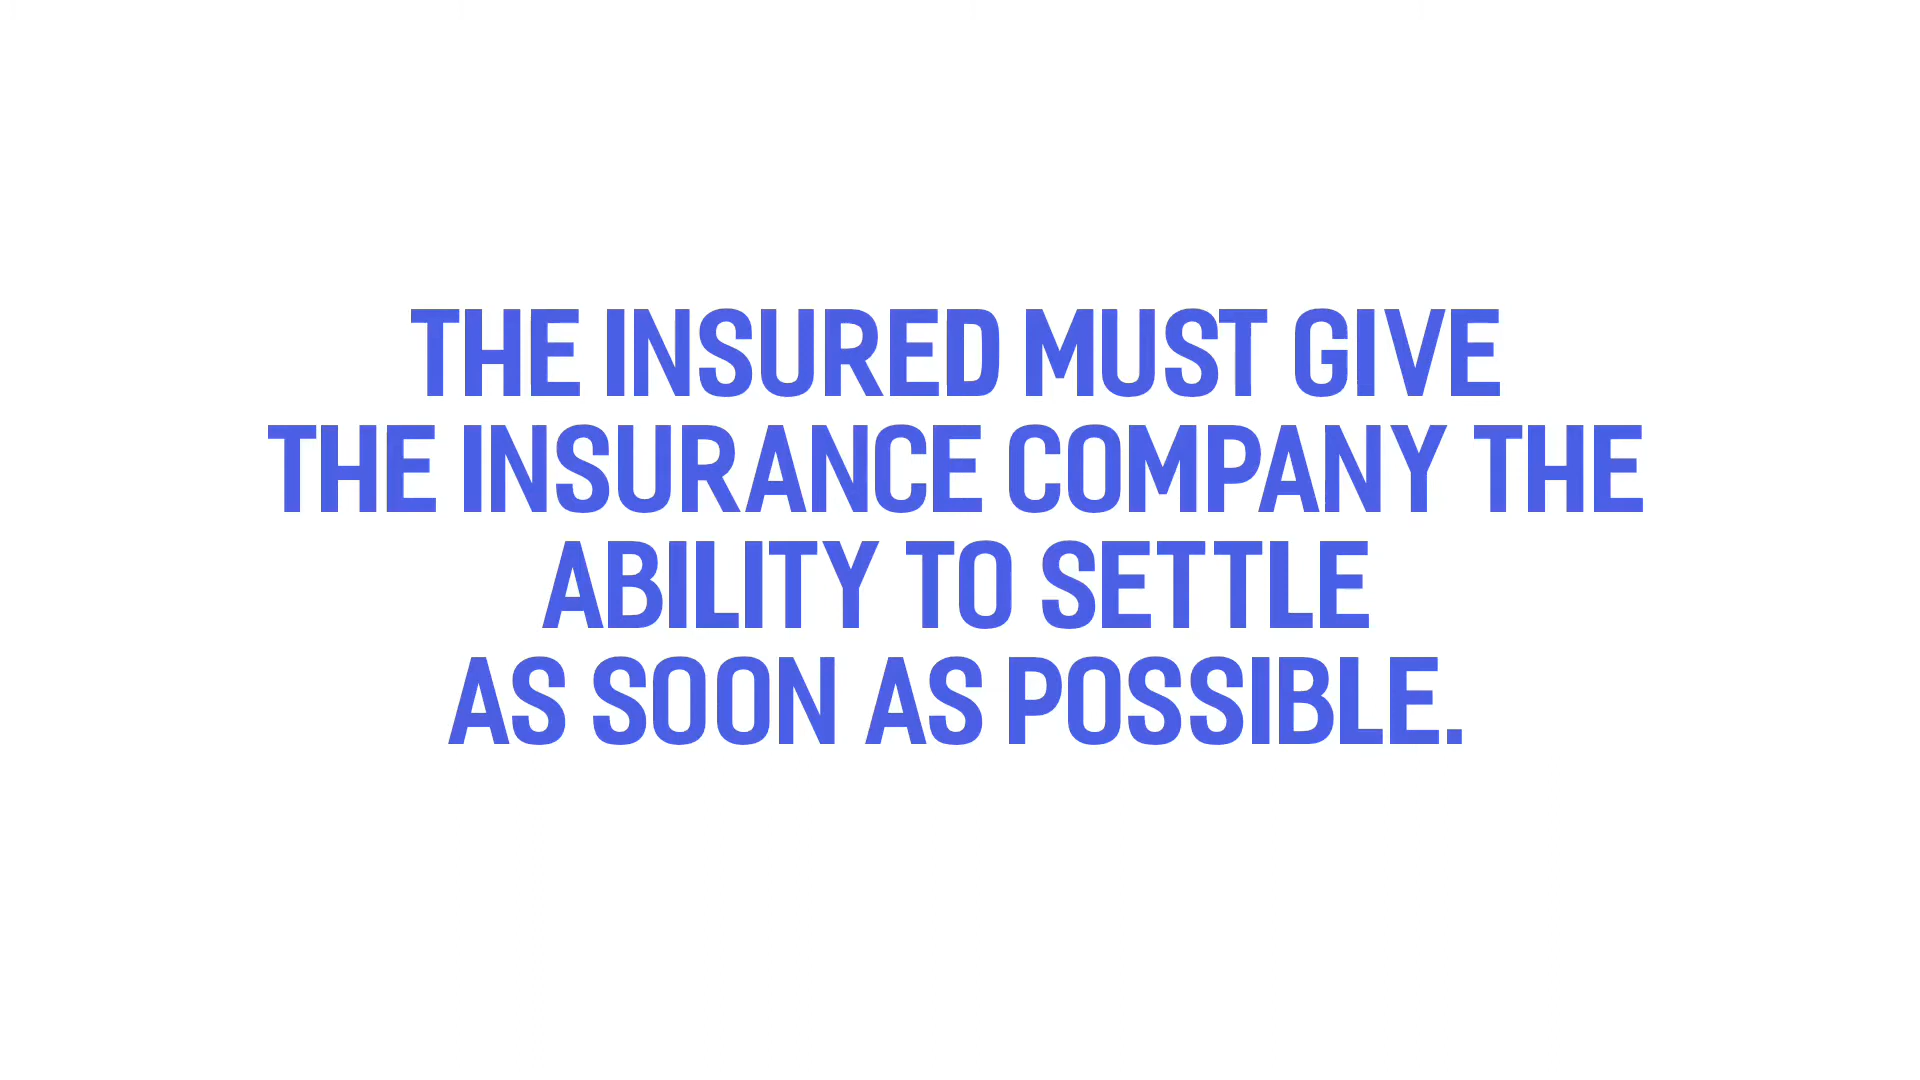 THE INSURED MUST GIVE
THE INSURANCE COMPANY THE
ABILITY TO SETTLE
AS SOON AS POSSIBLE.